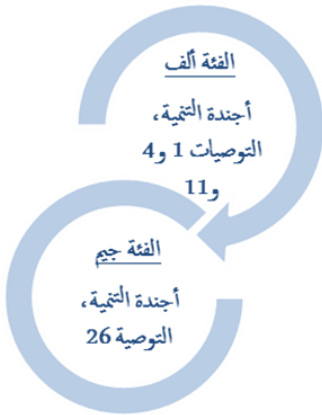 الفئة ألف
أجندة التنمية،
التوصيات 1 و4
و11
الفئة جيم
أجندة التنمية،
التوصية 26